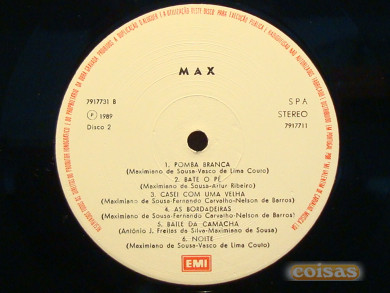 MAX
7917731 B
SPA
℗ 1989
STEREO
Disco 2
7917711
1. POMBA BRANCA
(Maximiano de Sousa-Vasco de Lima Couto)
2. BATE O PÉ
(Maximiano de Sousa-Artur Ribeiro)
3. CASEI COM UMA VELHA
(Maximiano de Sousa-Fernando Carvalho-Nelson de Barros)
4. AS BORDADEIRAS
(Maximiano de Sousa-Fernando Carvalho-Nelson de Barros)
5. BAILE DA CAMACHA
(António J. Freitas da Silva-Maximiano de Sousa)
6. NOITE
(Maximiano de Sousa-Vasco de Lima Couto)
EMI
coisas